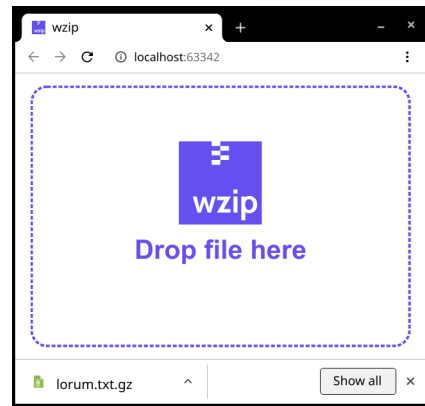 wzip
localhost:63342
wzip
Drop file here
lorum.txt.gz
Show all